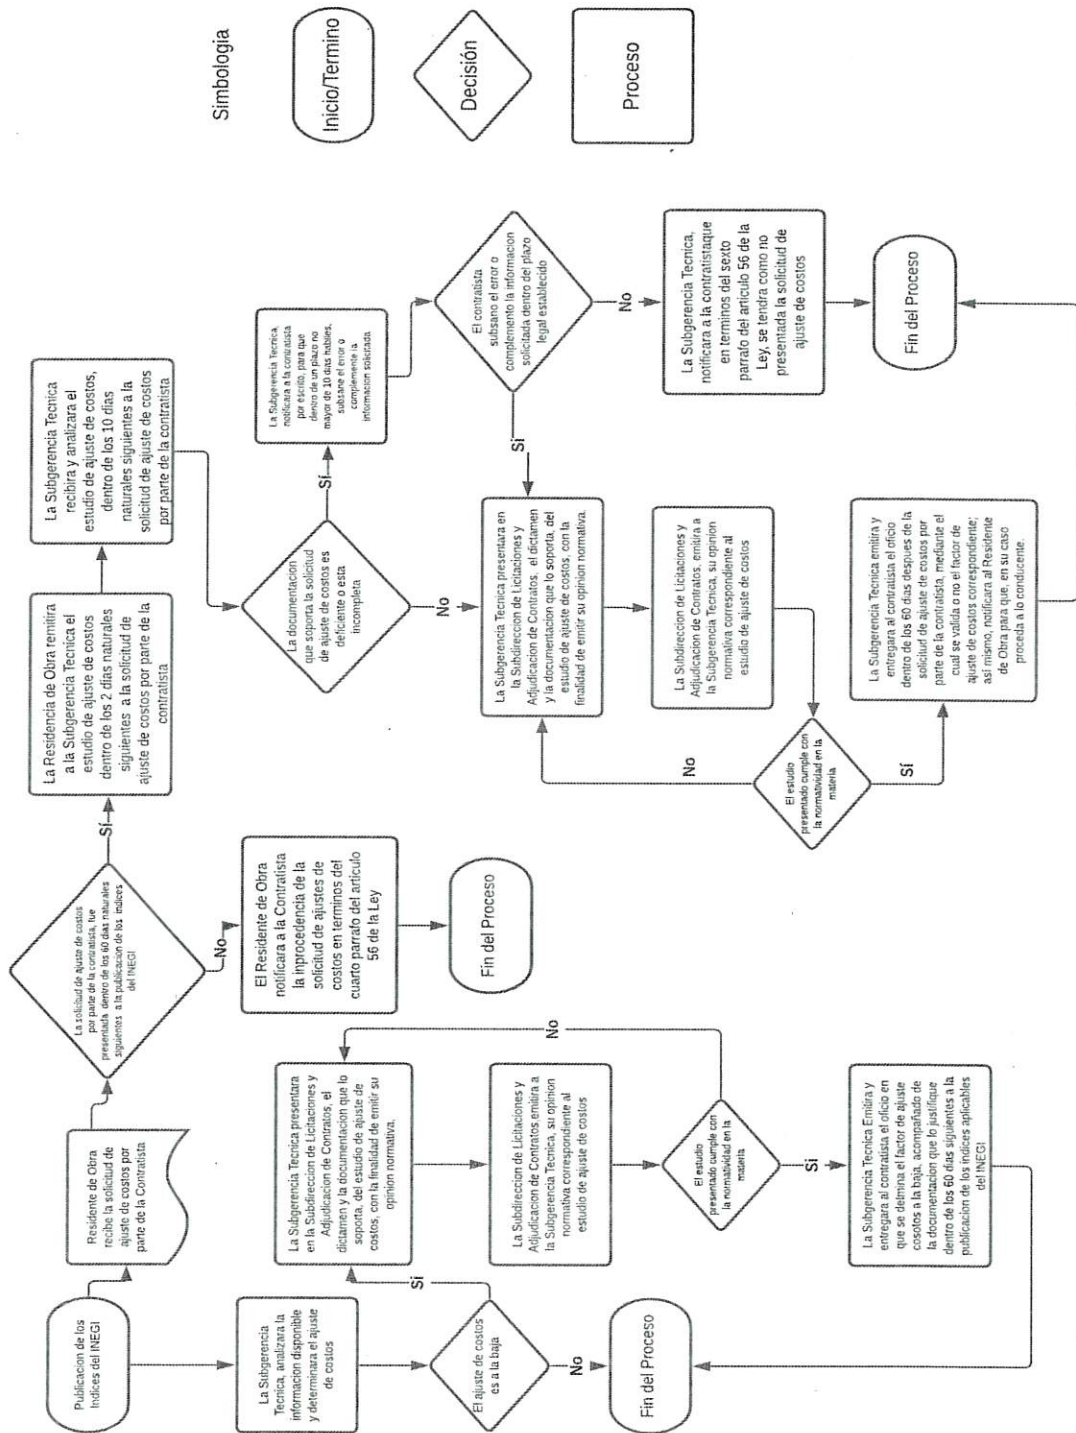 Publicacion de los
Indices del INEGI
Residente de Obra
recibe la solicitud de
ajuste de costos por
parte de la Contratista
La solicitud de ajuste de costos
por parte de la contratista, fue
presentada dentro de los 60 dias naturales
siguientes a la publicacion de los indices
del INEGI
Sí
La Residencia de Obra remitira
a la Subgerencia Tecnica el
estudio de ajuste de costos
dentro de los 2 dias naturales
siguientes a la solicitud de
ajuste de costos por parte de la
contratista
La Subgerencia Tecnica
recibira y analizara el
estudio de ajuste de costos,
dentro de los 10 dias
naturales siguientes a la
solicitud de ajuste de costos
por parte de la contratista
No
El Residente de Obra
notificara a la Contratista
la inprocedencia de la
solicitud de ajustes de
costos en terminos del
cuarto parrafo del articulo
56 de la Ley
Fin del Proceso
La documentacion
que soporta la solicitud
de ajuste de costos es
deficiente o esta
incompleta
Sí
La Subgerencia Tecnica,
notificara a la contratista
por escrito, para que
dentro de un plazo no
mayor de 10 dias habiles,
subsane el error o
complemente la
informacion solicitada
El contratista
subsano el error o
complemento la informacion
solicitada dentro del plazo
legal establecido
No
La Subgerencia Tecnica,
notificara a la contratistaque
en terminos del sexto
parrafo del articulo 56 de la
Ley, se tendra como no
presentada la solicitud de
ajuste de costos
Fin del Proceso
Si
No
La Subgerencia Tecnica presentara en
la Subdireccion de Licitaciones y
Adjudicacion de Contratos, el dictamen
y la documentacion que lo soporta, del
estudio de ajuste de costos, con la
finalidad de emitir su opinion normativa.
La Subdireccion de Licitaciones y
Adjudicacion de Contratos, emitira a
la Subgerencia Tecnica, su opinion
normativa correspondiente al
estudio de ajuste de costos
El estudio
presentado cumple con
la normatividad en la
materia
No
Sí
La Subgerencia Tecnica emitira y
entregara al contratista el oficio
dentro de los 60 dias despues de la
solicitud de ajuste de costos por
parte de la contratista, mediante el
cual se valida o no el factor de
ajuste de costos correspondiente;
así mismo, notificara al Residente
de Obra para que, en su caso
proceda a lo conducente.
La Subgerencia
Tecnica, analizara la
informacion disponible
y determinara el ajuste
de costos
El ajuste de costos
es a la baja
Si
No
Fin del Proceso
La Subgerencia Tecnica presentara
en la Subdireccion de Licitaciones y
Adjudicacion de Contratos, el
dictamen y la documentacion que lo
soporta, del estudio de ajuste de
costos, con la finalidad de emitir su
opinion normativa.
La Subdireccion de Licitaciones y
Adjudicacion de Contratos emitira a
la Subgerencia Tecnica, su opinion
normativa correspondiente al
estudio de ajuste de costos
El estudio
presentado cumple con
la normatividad en la
materia
No
Si
La Subgerencia Tecnica Emitira y
entregara al contratista el oficio en
que se detmina el factor de ajuste
cosotos a la baja, acompañado de
la documentacion que lo justifique
dentro de los 60 dias siguientes a la
publicacion de los indices aplicables
del INEGI
Simbologia
Inicio/Termino
Decisión
Proceso